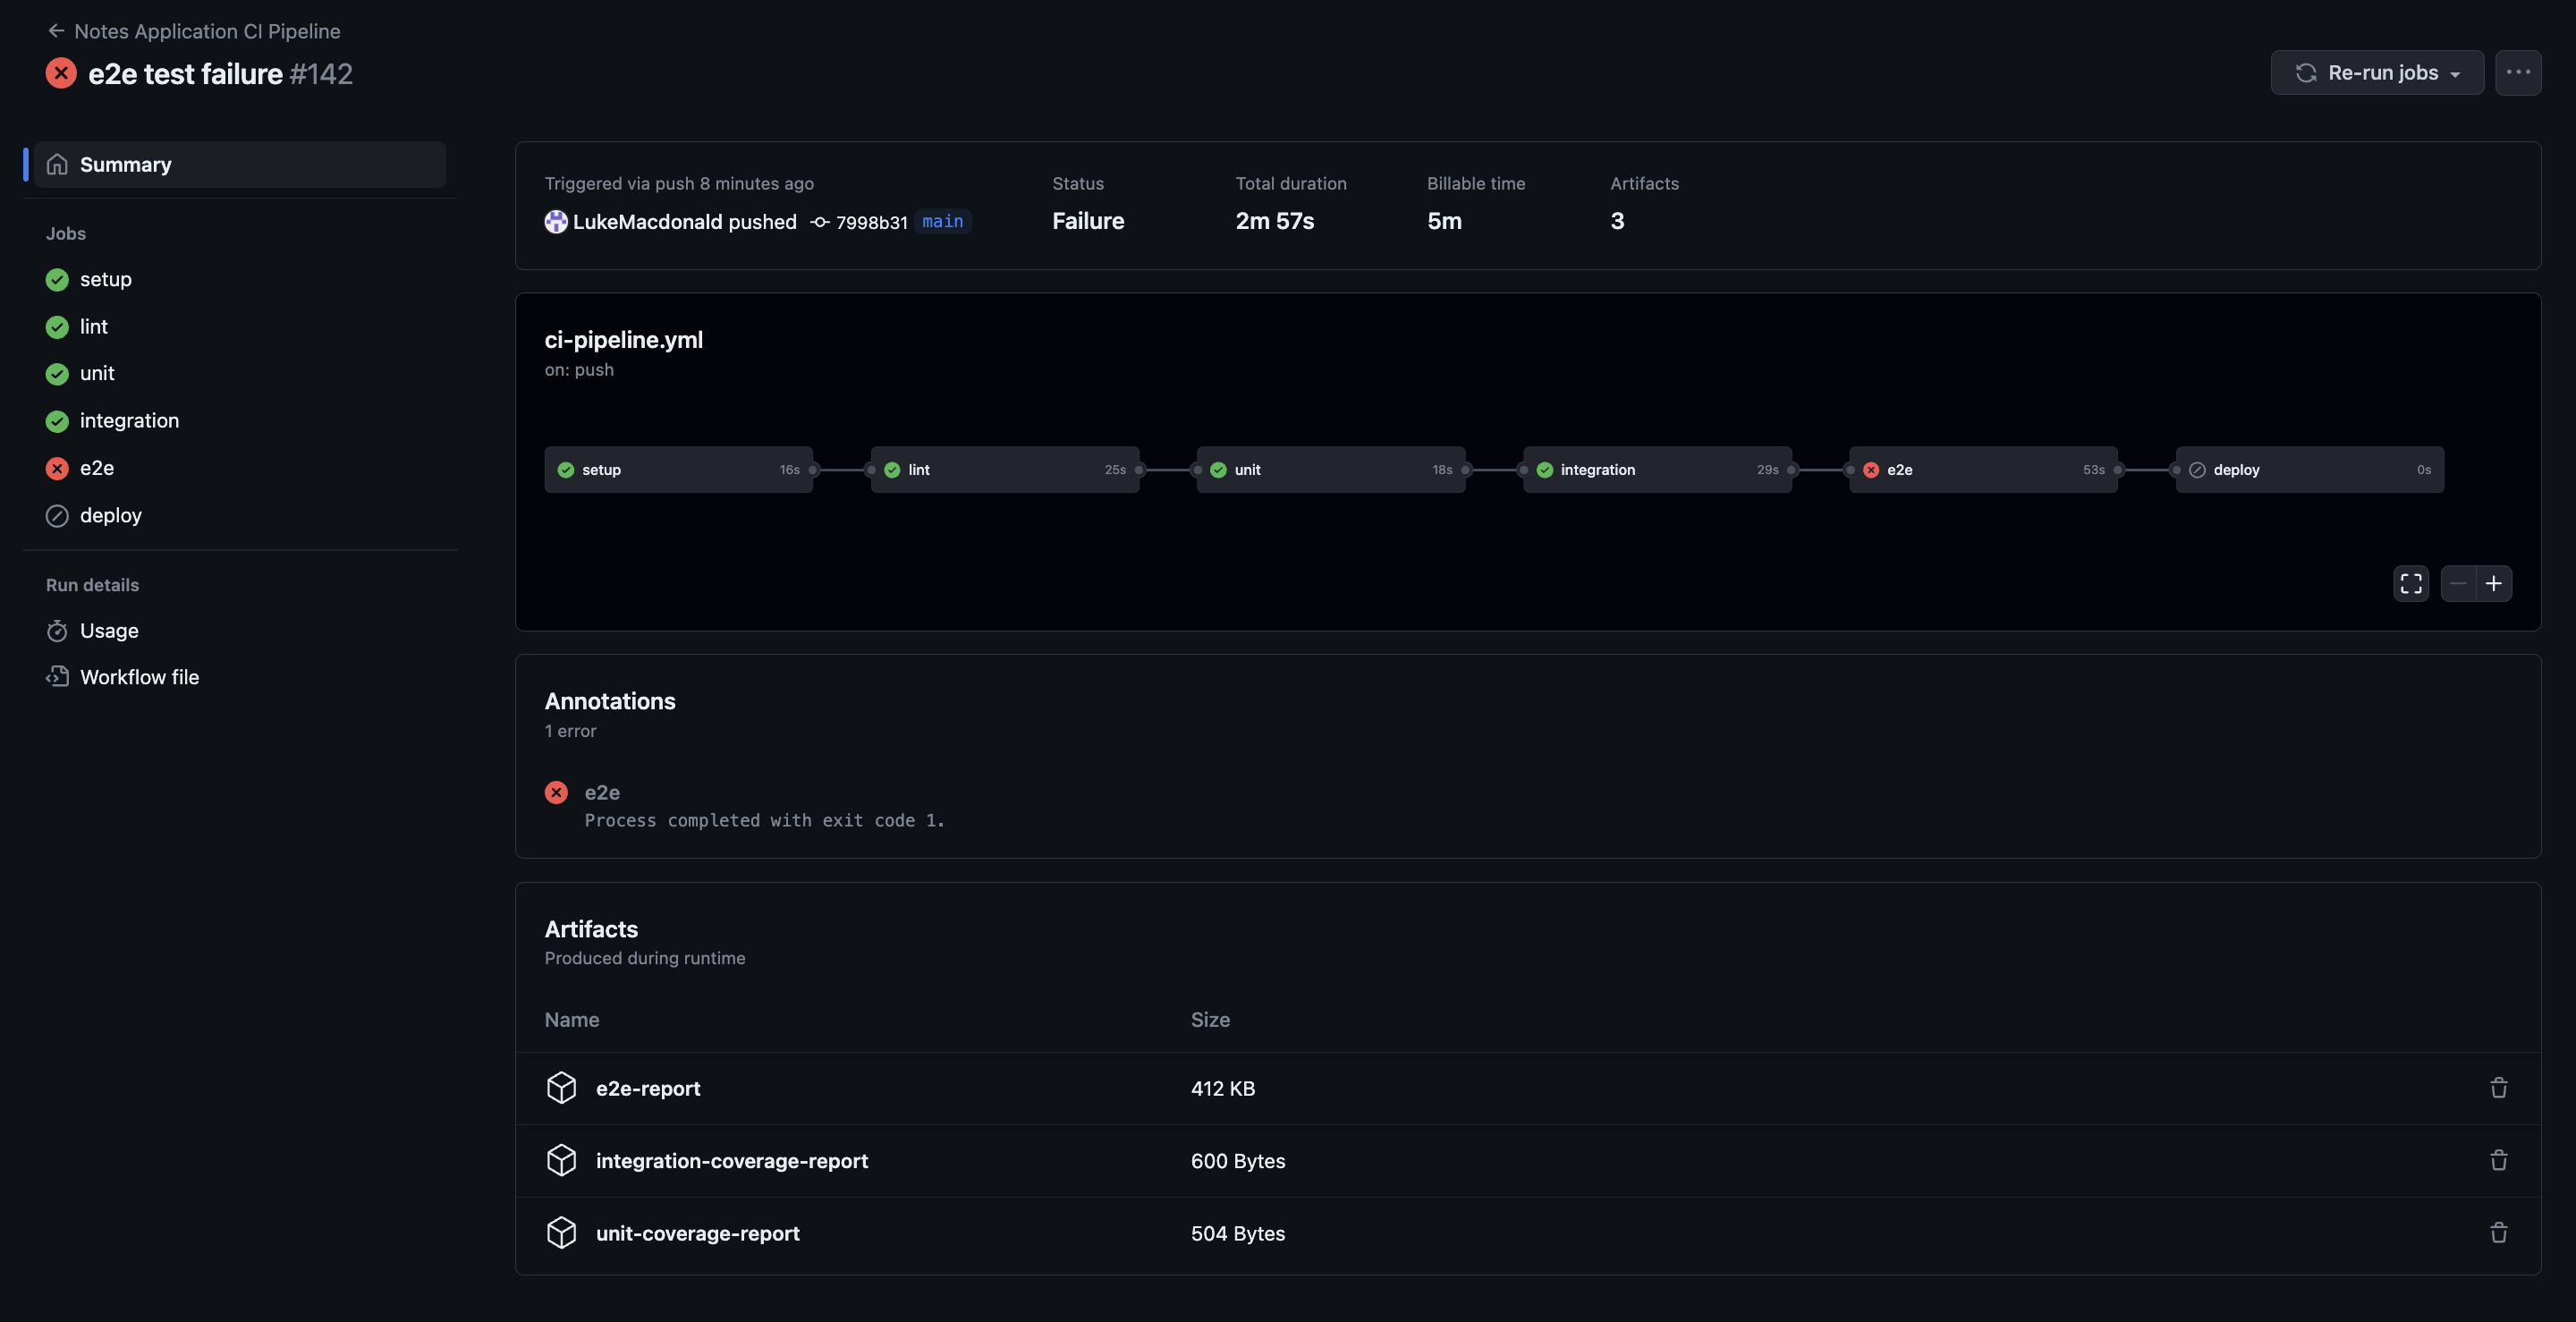 Notes Application CI Pipeline
e2e test failure #142
Re-run jobs
Summary
Jobs
setup
lint
unit
integration
e2e
deploy
Run details
Usage
Workflow file
Triggered via push 8 minutes ago
LukeMacdonald pushed 7998b31 main
Status
Failure
Total duration
2m 57s
Billable time
5m
Artifacts
3
ci-pipeline.yml
on: push
setup 16s
lint 25s
unit 18s
integration 29s
e2e 53s
deploy 0s
Annotations
1 error
e2e
Process completed with exit code 1.
Artifacts
Produced during runtime
Name Size
e2e-report 412 KB
integration-coverage-report 600 Bytes
unit-coverage-report 504 Bytes